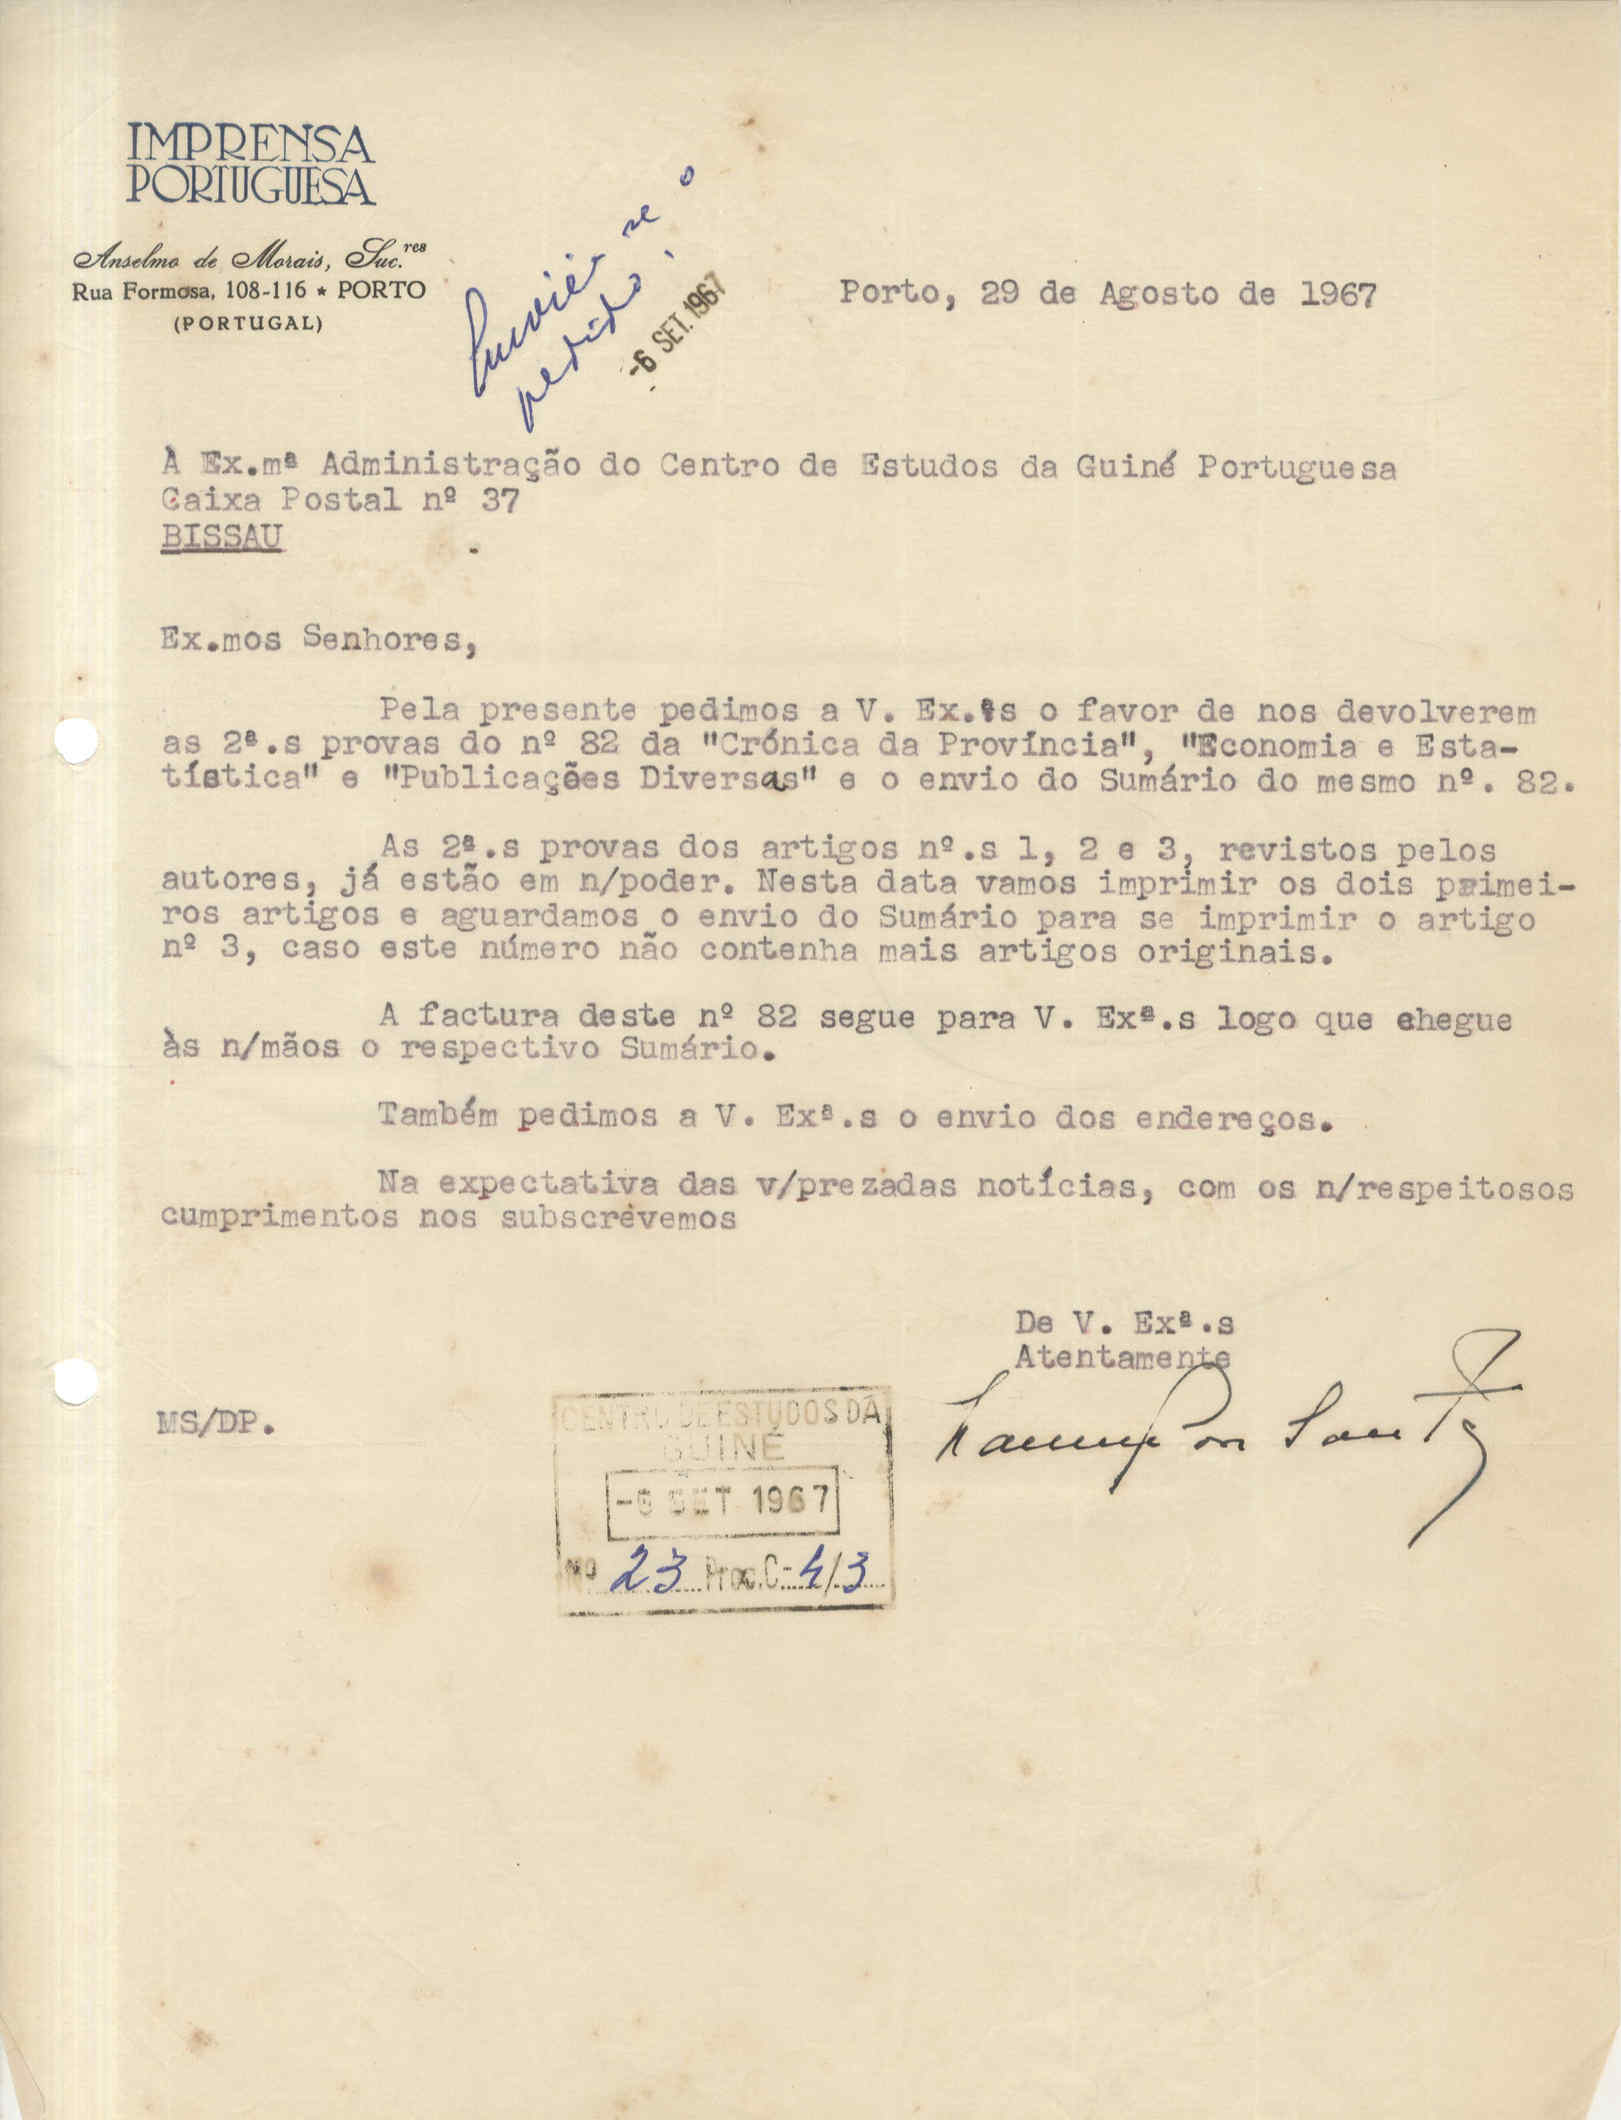 IMPRENSA
PORTUGUESA
Anselmo de Morais, Suc.res
Rua Formosa, 108-116 * PORTO
(PORTUGAL)
Envie-se o
pedido.
-6 SET. 1967
Porto, 29 de Agosto de 1967
À Ex.mª Administração do Centro de Estudos da Guiné Portuguesa
Caixa Postal nº 37
BISSAU
Ex.mos Senhores,
Pela presente pedimos a V. Ex.ªs o favor de nos devolverem
as 2ª.s provas do nº 82 da "Crónica da Província", "Economia e Esta-
tística" e "Publicações Diversas" e o envio do Sumário do mesmo nº. 82.
As 2ª.s provas dos artigos nº.s 1, 2 e 3, revistos pelos
autores, já estão em n/poder. Nesta data vamos imprimir os dois primei-
ros artigos e aguardamos o envio do Sumário para se imprimir o artigo
nº 3, caso este número não contenha mais artigos originais.
A factura deste nº 82 segue para V. Exª.s logo que chegue
às n/mãos o respectivo Sumário.
Também pedimos a V. Exª.s o envio dos endereços.
Na expectativa das v/prezadas notícias, com os n/respeitosos
cumprimentos nos subscrevemos
De V. Exª.s
Atentamente
MS/DP.
CENTRO DE ESTUDOS DA
GUINÉ
-6 SET 1967
Nº 23 Proc. C-4/3